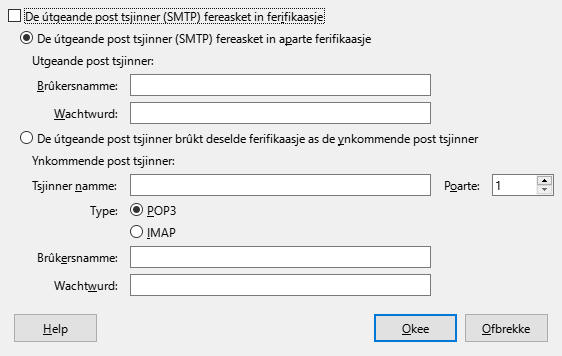 De útgeande post tsjinner (SMTP) fereasket in ferifikaasje
De útgeande post tsjinner (SMTP) fereasket in aparte ferifikaasje
Utgeande post tsjinner:
Brûkersnamme:
Wachtwurd:
De útgeande post tsjinner brûkt deselde ferifikaasje as de ynkommende post tsjinner
Ynkommende post tsjinner:
Tsjinner namme: Poarte: 1
Type: POP3
IMAP
Brûkersnamme:
Wachtwurd:
Help Okee Ofbrekke